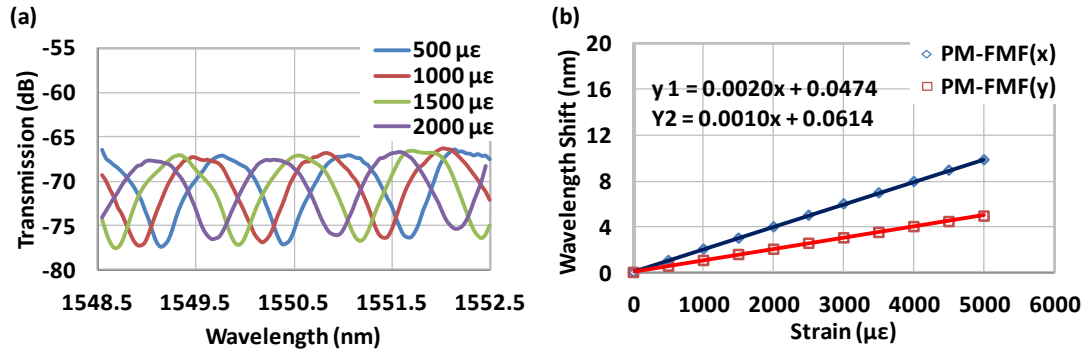 (a)
-55
-60
-65
-70
-75
-80
Transmission (dB)
500 µε
1000 µε
1500 µε
2000 µε
1548.5 1549.5 1550.5 1551.5 1552.5
Wavelength (nm)
(b)
20
16
12
8
4
0
Wavelength Shift (nm)
PM-FMF(x)
PM-FMF(y)
y1 = 0.0020x + 0.0474
Y2 = 0.0010x + 0.0614
0 1000 2000 3000 4000 5000 6000
Strain (µε)